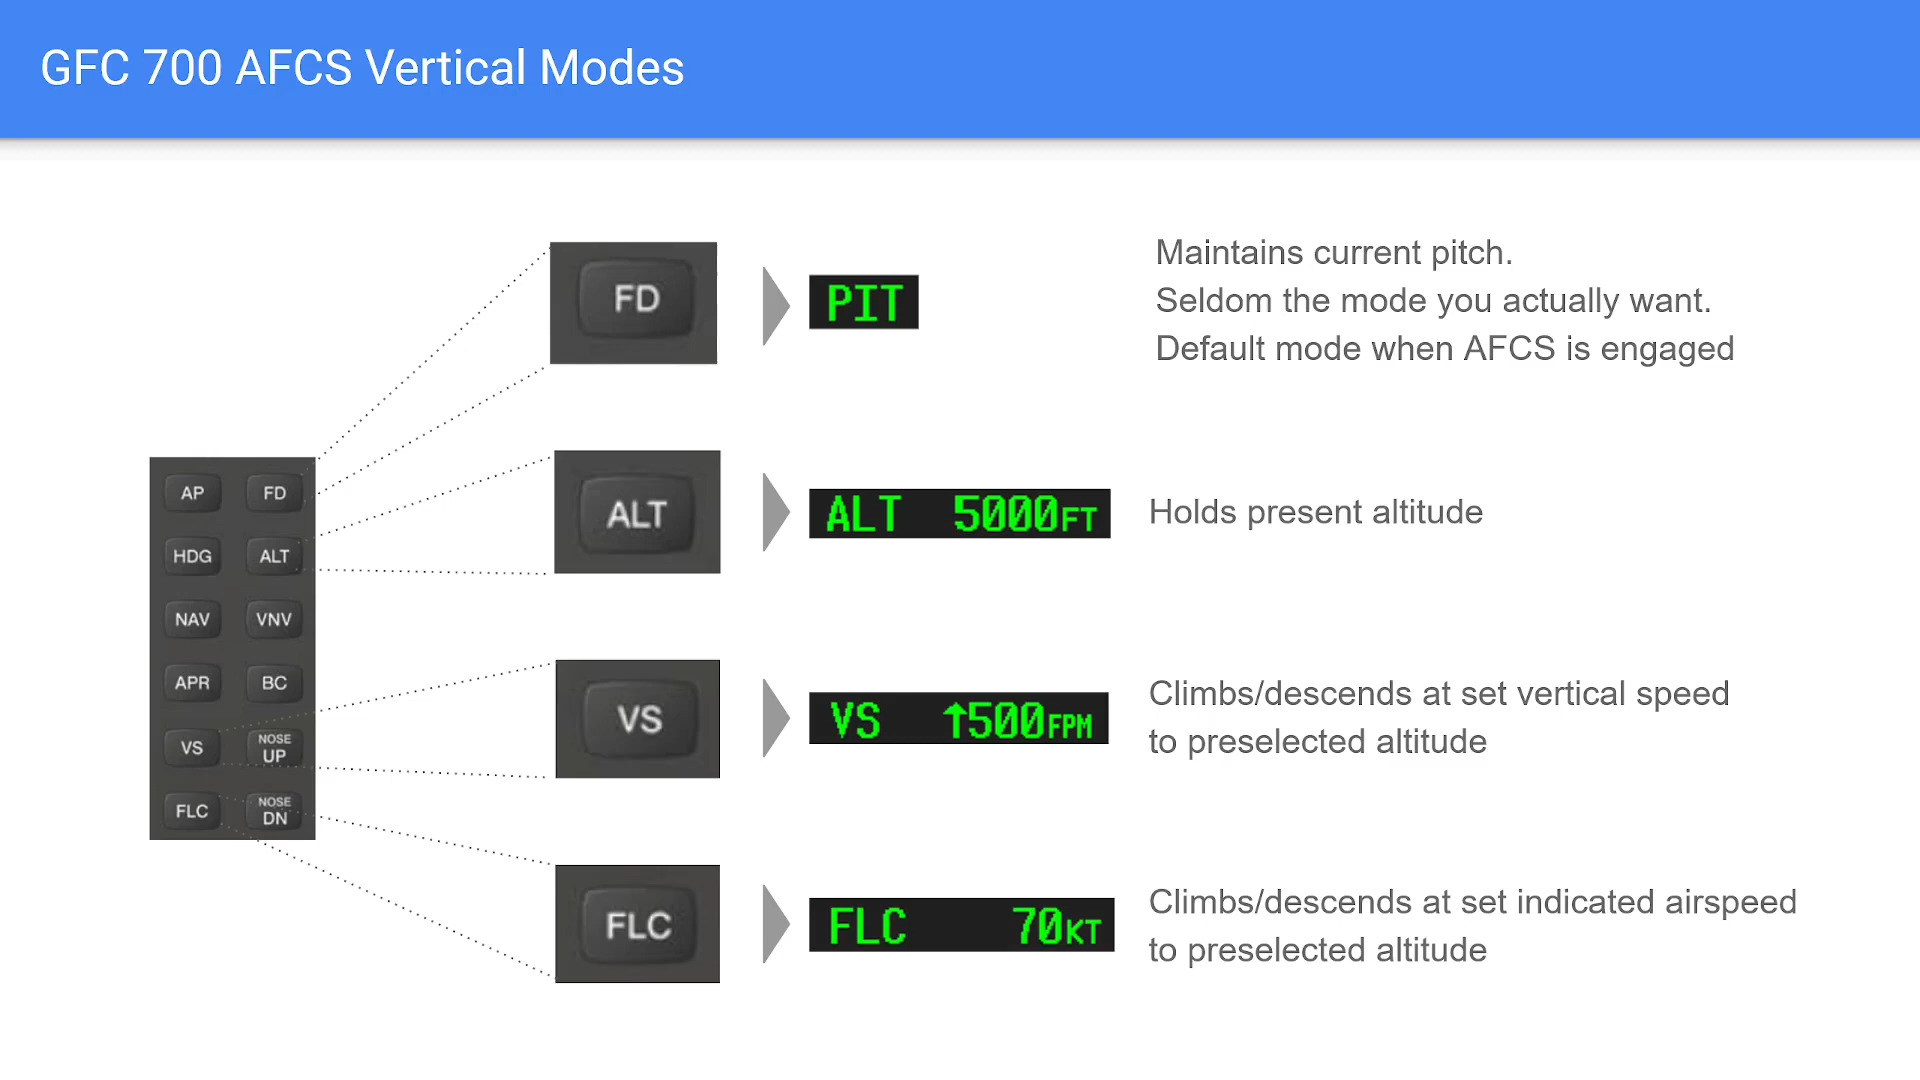 GFC 700 AFCS Vertical Modes
FD
PIT
Maintains current pitch.
Seldom the mode you actually want.
Default mode when AFCS is engaged
AP FD
HDG ALT
NAV VNV
APR BC
VS NOSE UP
FLC NOSE DN
ALT
ALT 5000FT
Holds present altitude
VS
VS ↑500FPM
Climbs/descends at set vertical speed
to preselected altitude
FLC
FLC 70KT
Climbs/descends at set indicated airspeed
to preselected altitude